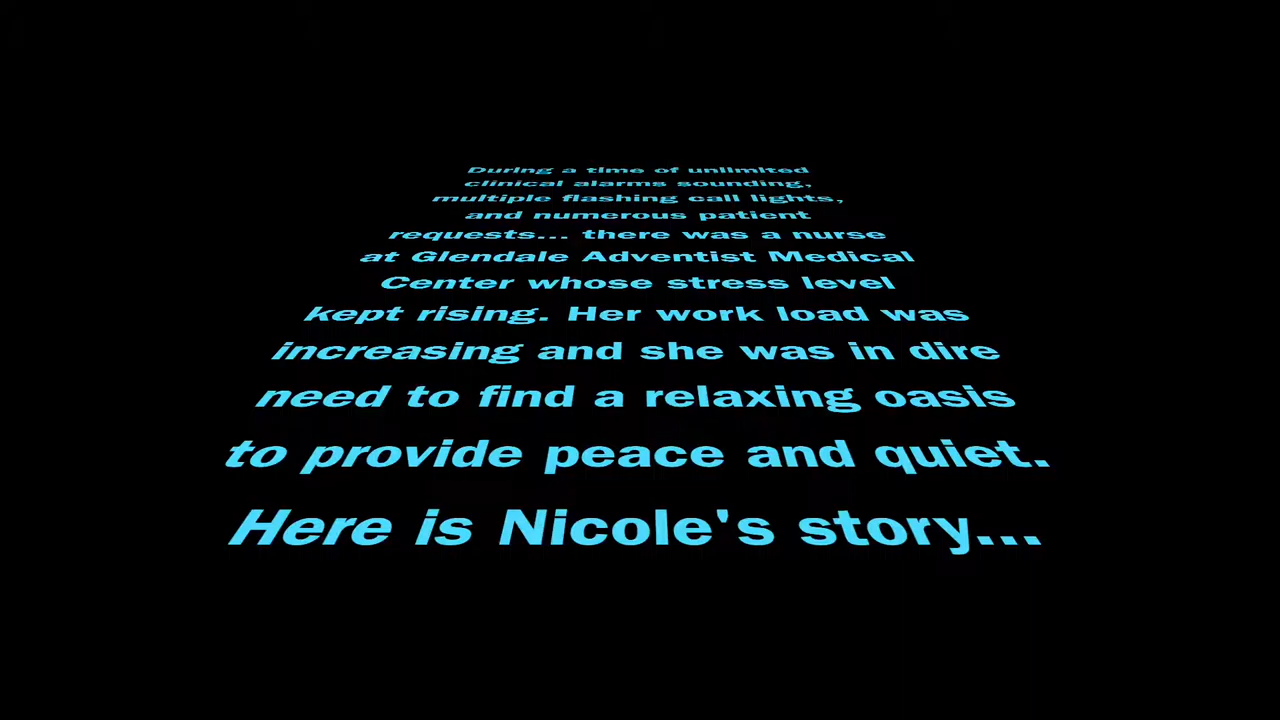 During a time of unlimited
clinical alarms sounding,
multiple flashing call lights,
and numerous patient
requests... there was a nurse
at Glendale Adventist Medical
Center whose stress level
kept rising. Her work load was
increasing and she was in dire
need to find a relaxing oasis
to provide peace and quiet.
Here is Nicole's story...